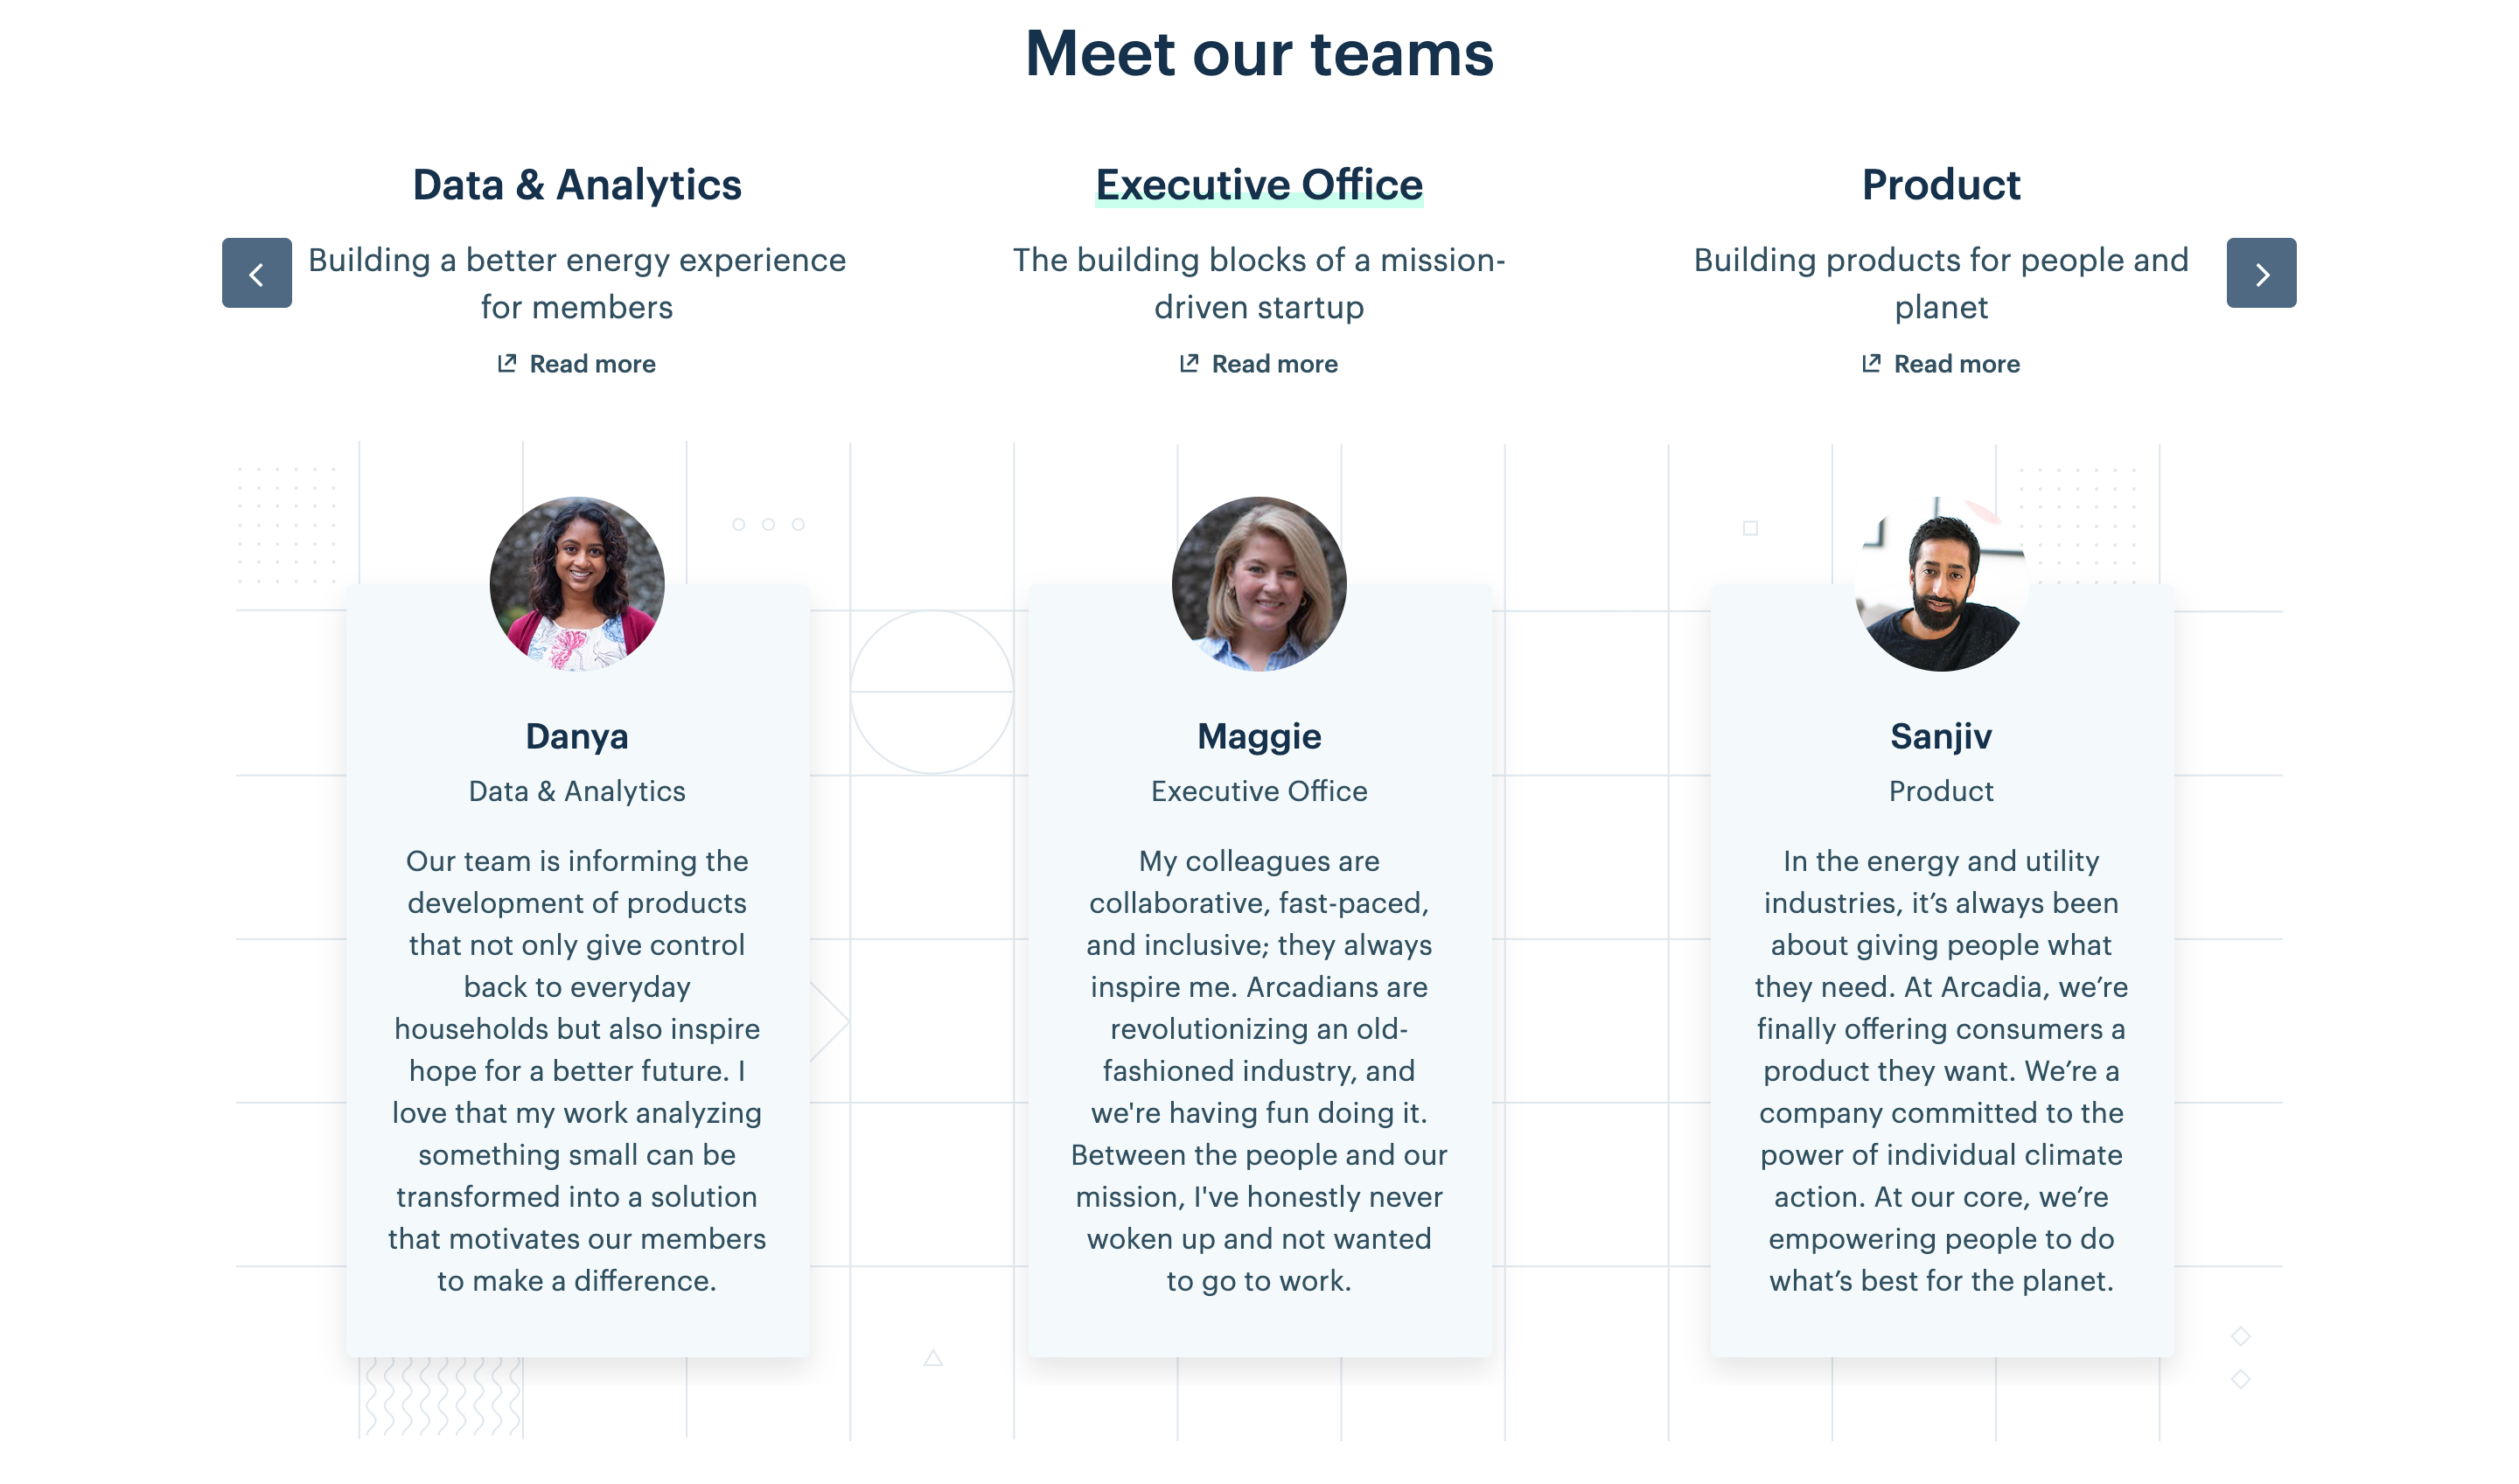 Meet our teams
Data & Analytics
Building a better energy experience
for members
Read more
Executive Office
The building blocks of a mission-
driven startup
Read more
Product
Building products for people and
planet
Read more
Danya
Data & Analytics
Our team is informing the
development of products
that not only give control
back to everyday
households but also inspire
hope for a better future. I
love that my work analyzing
something small can be
transformed into a solution
that motivates our members
to make a difference.
Maggie
Executive Office
My colleagues are
collaborative, fast-paced,
and inclusive; they always
inspire me. Arcadians are
revolutionizing an old-
fashioned industry, and
we're having fun doing it.
Between the people and our
mission, I've honestly never
woken up and not wanted
to go to work.
Sanjiv
Product
In the energy and utility
industries, it’s always been
about giving people what
they need. At Arcadia, we’re
finally offering consumers a
product they want. We’re a
company committed to the
power of individual climate
action. At our core, we’re
empowering people to do
what’s best for the planet.